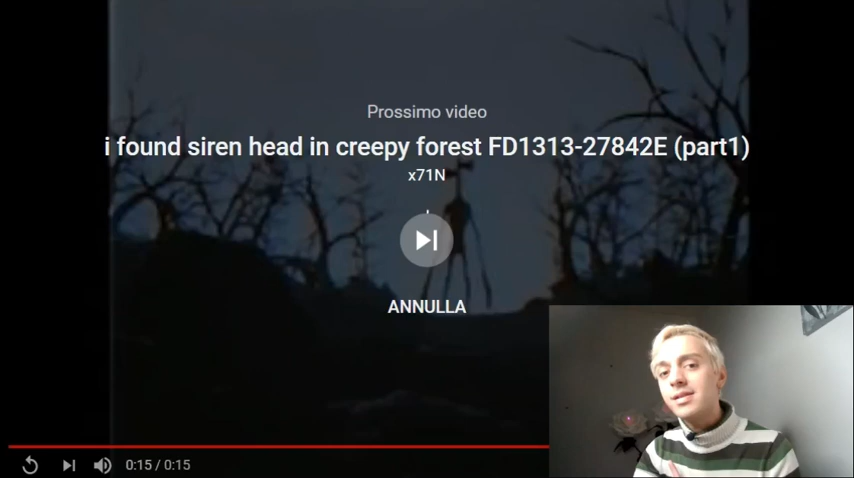 Prossimo video
i found siren head in creepy forest FD1313-27842E (part1)
x71N
ANNULLA
0:15 / 0:15